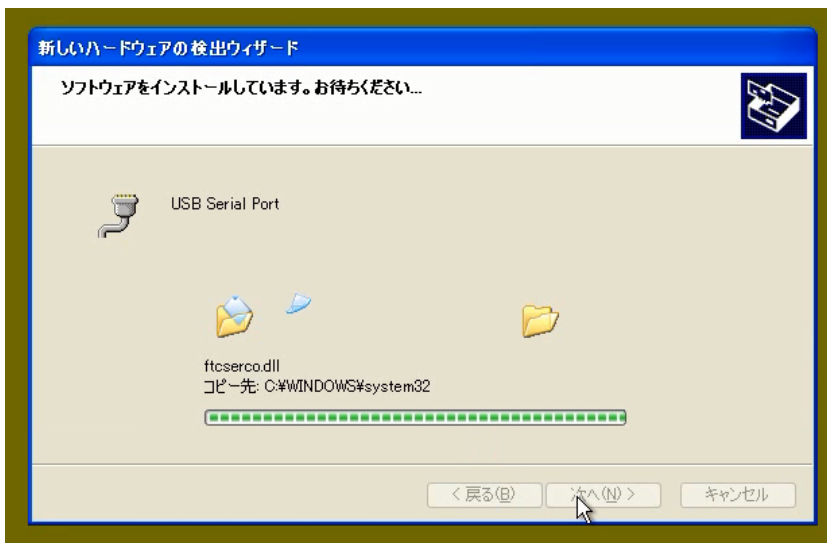 新しいハードウェアの検出ウィザード
ソフトウェアをインストールしています。お待ちください...
USB Serial Port
ftcserco.dll
コピー先: C:¥WINDOWS¥system32
< 戻る(B)
次へ(N) >
キャンセル